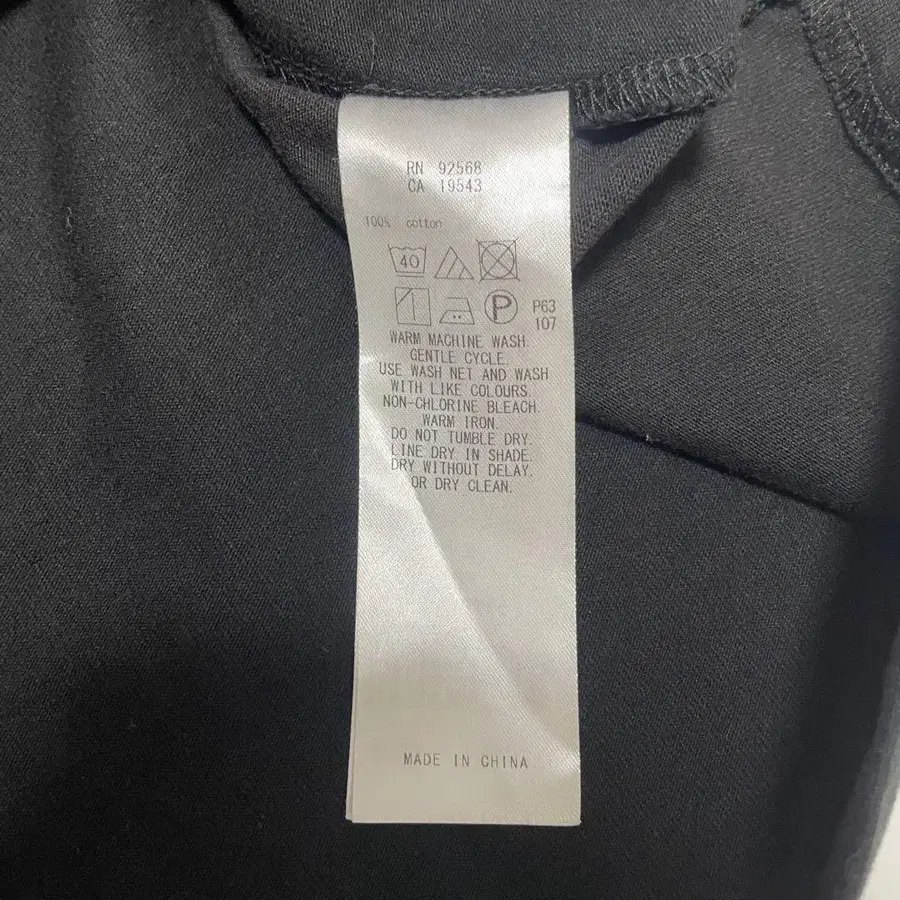 RN 92568
CA 19543
100% cotton
40
P P63
107
WARM MACHINE WASH.
GENTLE CYCLE.
USE WASH NET AND WASH
WITH LIKE COLOURS.
NON-CHLORINE BLEACH.
WARM IRON.
DO NOT TUMBLE DRY.
LINE DRY IN SHADE.
DRY WITHOUT DELAY.
OR DRY CLEAN.
MADE IN CHINA